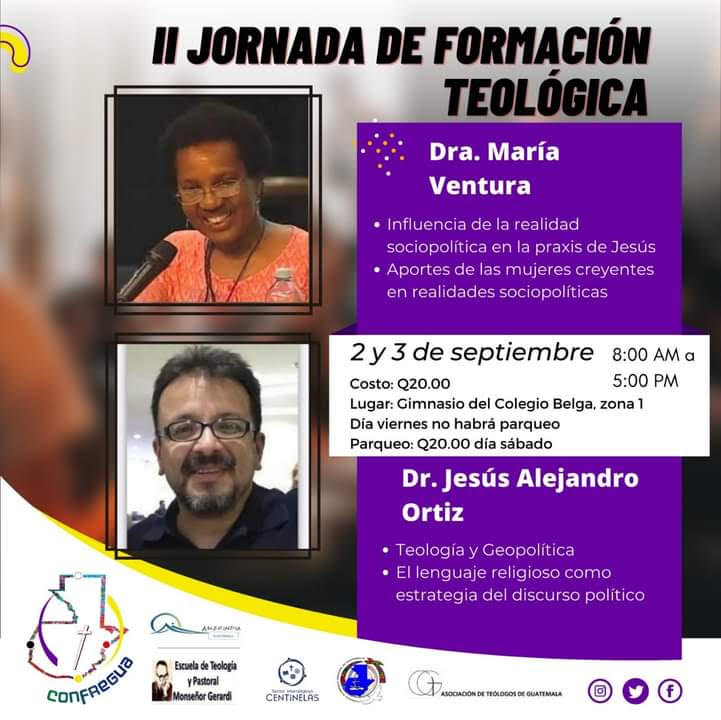 II JORNADA DE FORMACIÓN
TEOLÓGICA
Dra. María
Ventura
• Influencia de la realidad
sociopolítica en la praxis de Jesús
• Aportes de las mujeres creyentes
en realidades sociopolíticas
2 y 3 de septiembre
8:00 AM a
5:00 PM
Costo: Q20.00
Lugar: Gimnasio del Colegio Belga, zona 1
Día viernes no habrá parqueo
Parqueo: Q20.00 día sábado
Dr. Jesús Alejandro
Ortiz
• Teología y Geopolítica
• El lenguaje religioso como
estrategia del discurso político
CONFREGUA
AMERINDIA
Escuela de Teología
y Pastoral
Monseñor Gerardi
CENTINELAS
ASOCIACIÓN DE TEÓLOGOS DE GUATEMALA